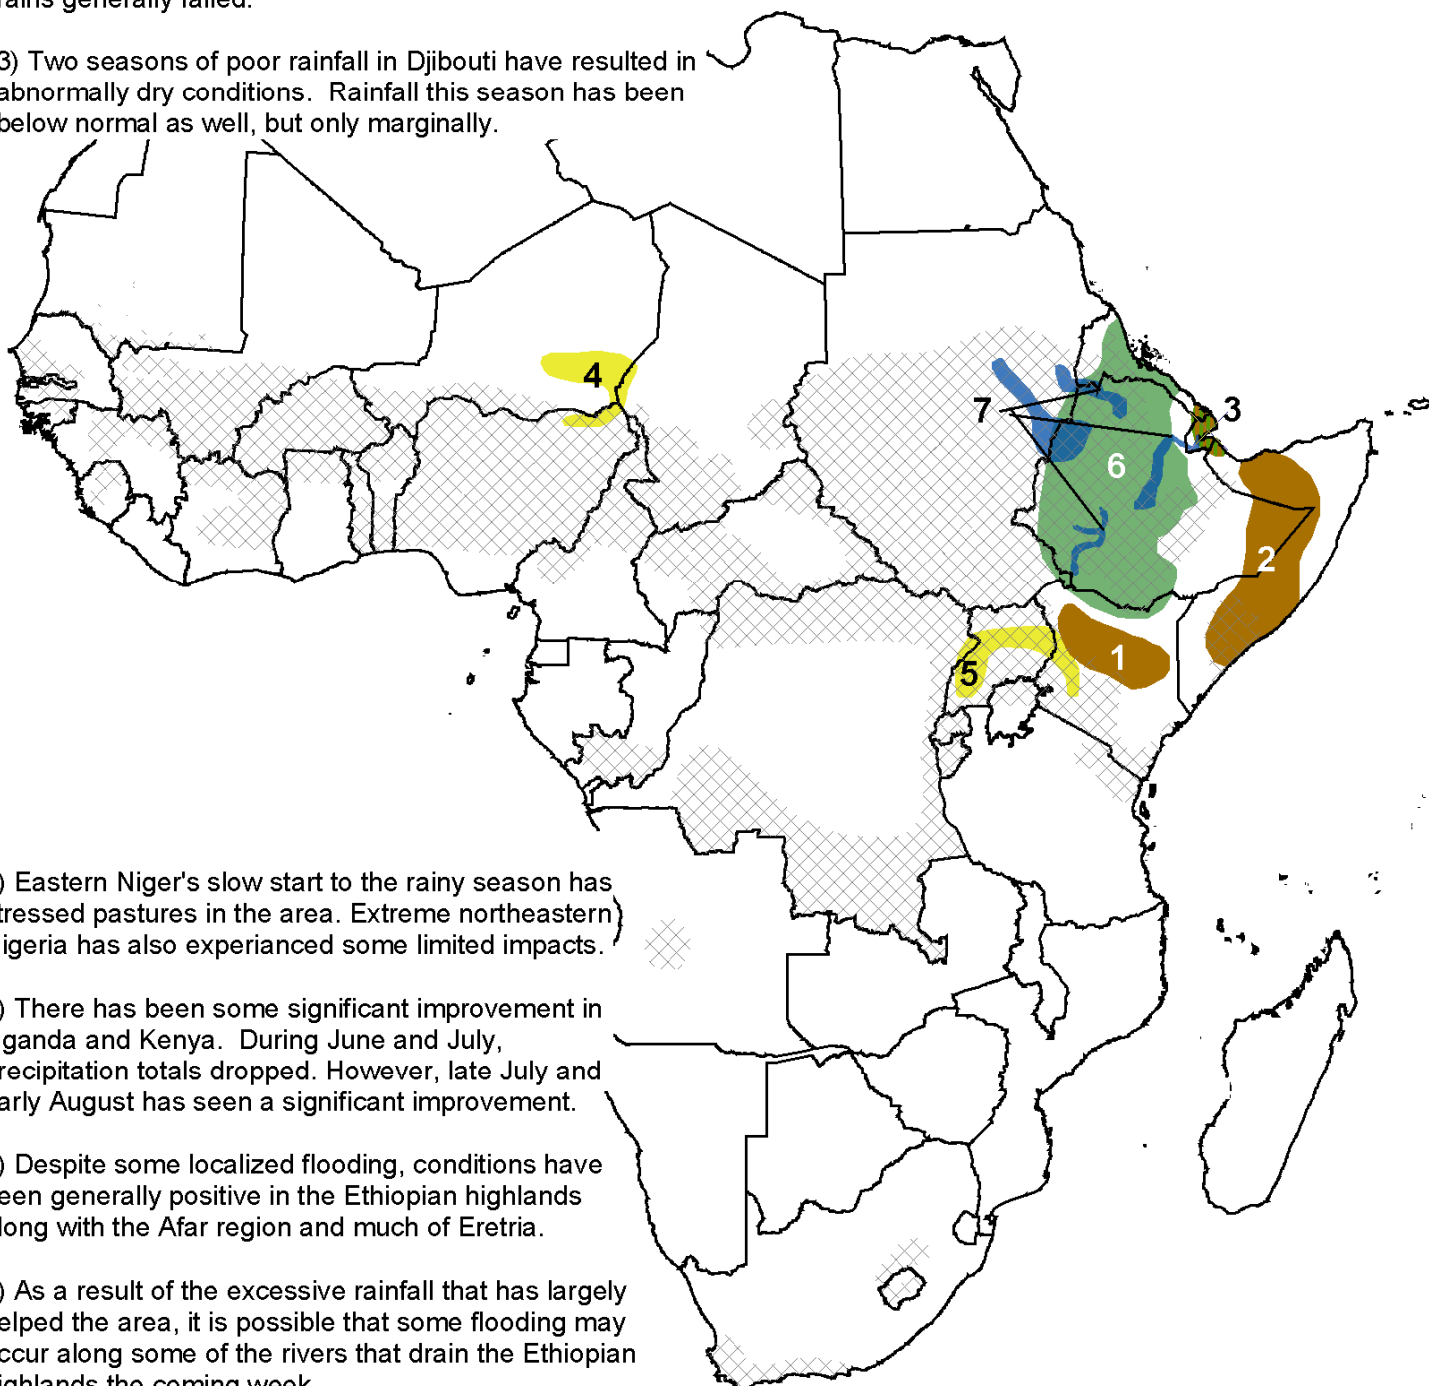 rains generally failed.
3) Two seasons of poor rainfall in Djibouti have resulted in
abnormally dry conditions.  Rainfall this season has been
below normal as well, but only marginally.
4
3
7
6
2
1
5
) Eastern Niger's slow start to the rainy season has
tressed pastures in the area. Extreme northeastern
igeria has also experianced some limited impacts.
) There has been some significant improvement in
ganda and Kenya.  During June and July,
recipitation totals dropped. However, late July and
arly August has seen a significant improvement.
) Despite some localized flooding, conditions have
een generally positive in the Ethiopian highlands
long with the Afar region and much of Eretria.
) As a result of the excessive rainfall that has largely
elped the area, it is possible that some flooding may
ccur along some of the rivers that drain the Ethiopian
ighlands the coming week.